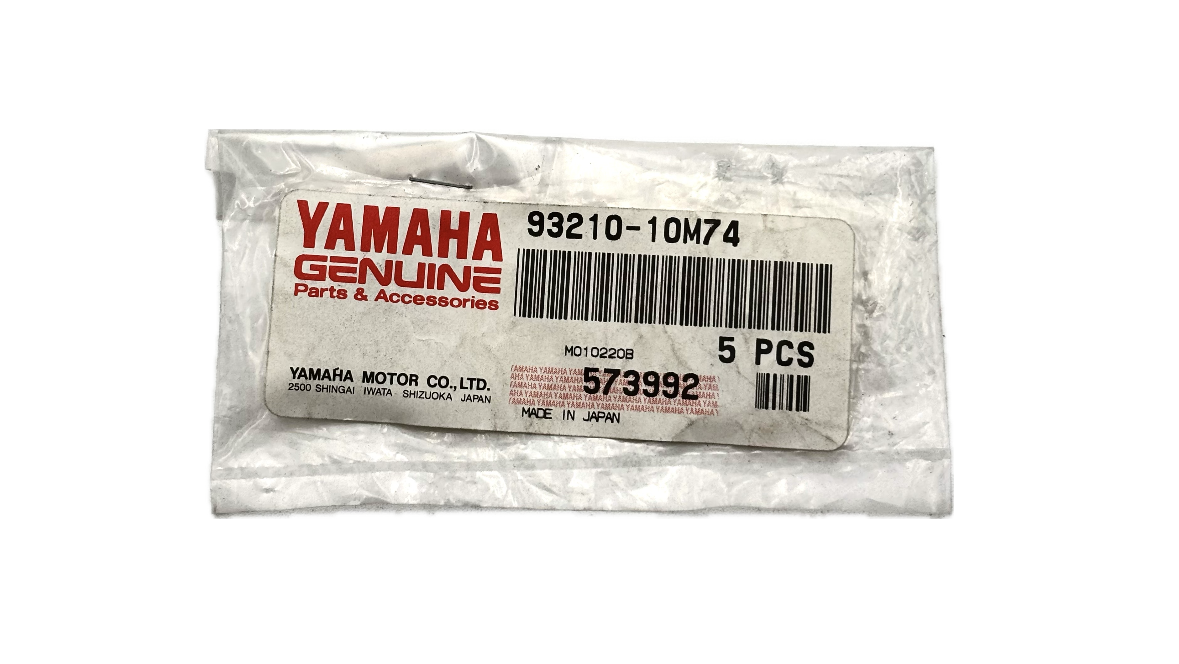 YAMAHA
GENUINE
Parts & Accessories
93210-10M74
M010220B
5 PCS
573992
YAMAHA MOTOR CO., LTD.
2500 SHINGAI IWATA SHIZUOKA JAPAN
MADE IN JAPAN